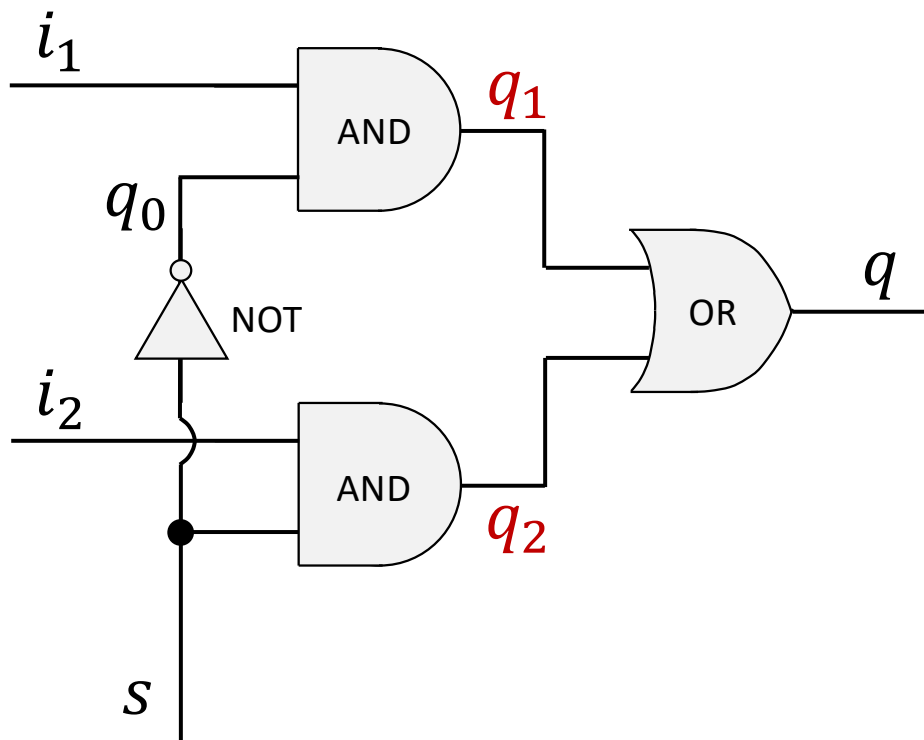 i₁
AND
q₁
q₀
NOT
OR
q
i₂
AND
q₂
s